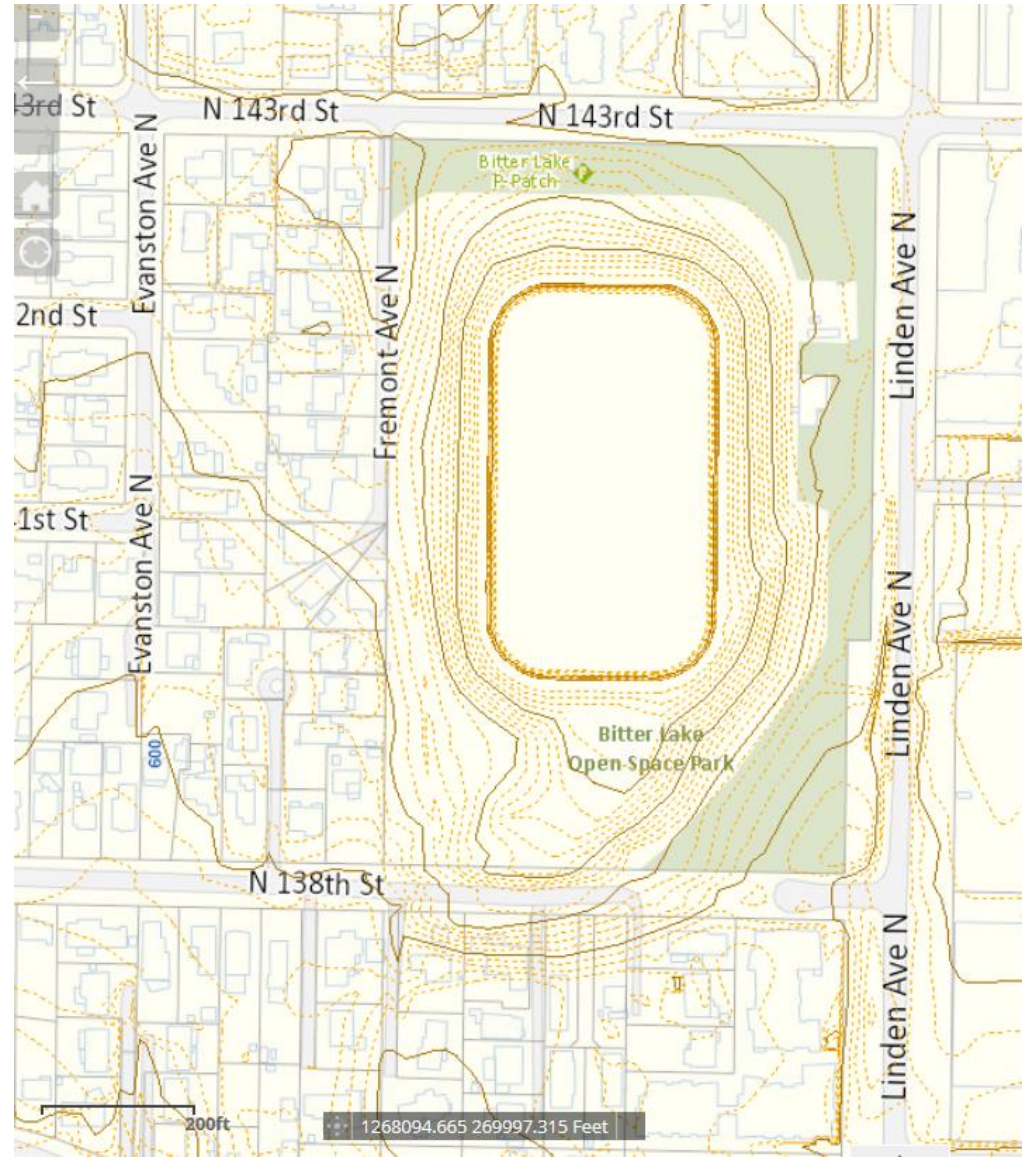 3rd St
N 143rd St
N 143rd St
Evanston Ave N
Bitter Lake
P-Patch
P
Linden Ave N
2nd St
Fremont Ave N
1st St
Evanston Ave N
Linden Ave N
Bitter Lake
Open Space Park
600
N 138th St
Linden Ave N
200ft
1268094.665 269997.315 Feet